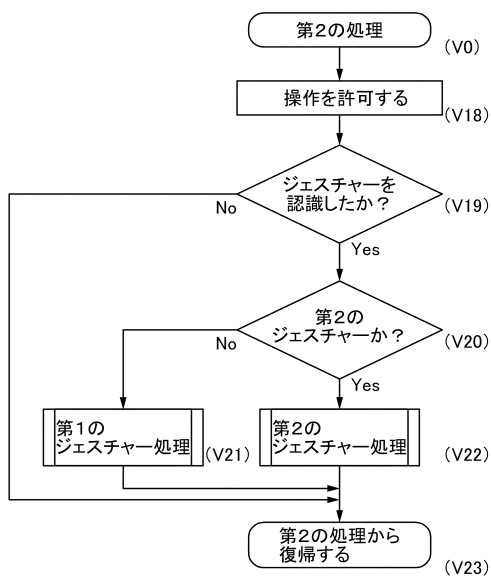 第2の処理
(V0)
操作を許可する
(V18)
ジェスチャーを
認識したか？
(V19)
No
Yes
第2の
ジェスチャーか？
(V20)
No
Yes
第1の
ジェスチャー処理
(V21)
第2の
ジェスチャー処理
(V22)
第2の処理から
復帰する
(V23)